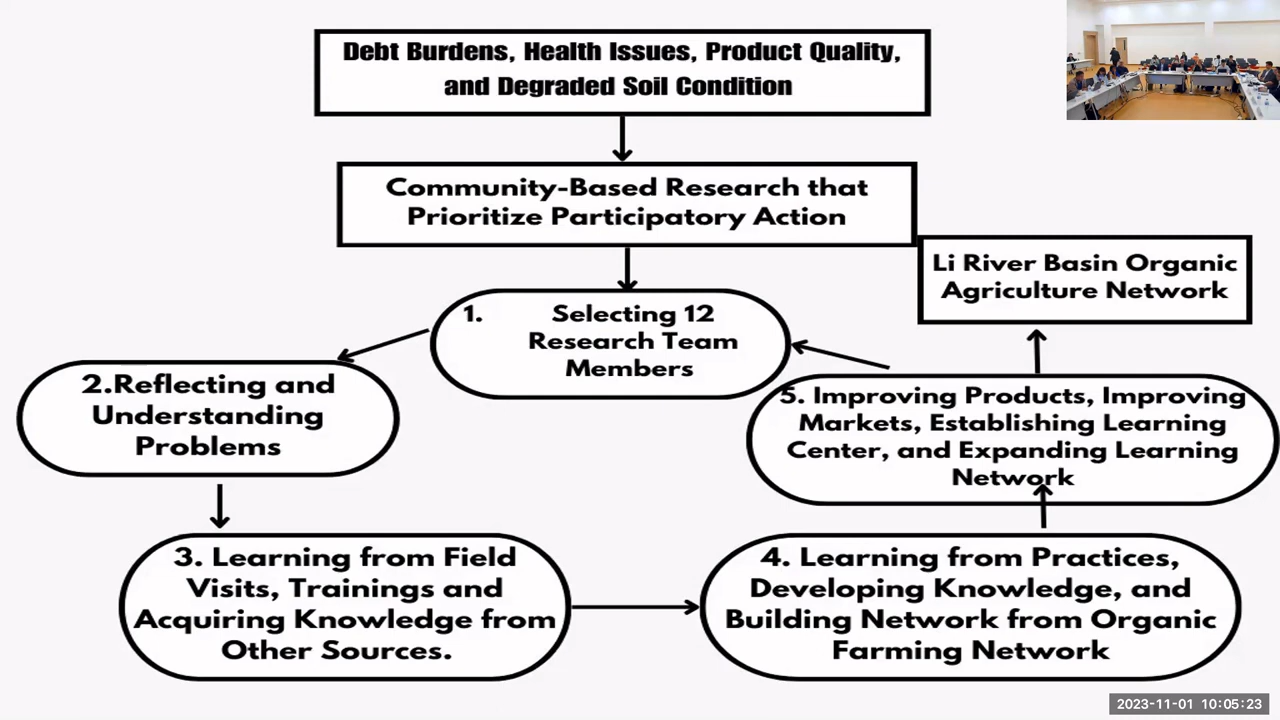 Debt Burdens, Health Issues, Product Quality,
and Degraded Soil Condition
Community-Based Research that
Prioritize Participatory Action
Li River Basin Organic
Agriculture Network
1. Selecting 12
Research Team
Members
2.Reflecting and
Understanding
Problems
5. Improving Products, Improving
Markets, Establishing Learning
Center, and Expanding Learning
Network
3. Learning from Field
Visits, Trainings and
Acquiring Knowledge from
Other Sources.
4. Learning from Practices,
Developing Knowledge, and
Building Network from Organic
Farming Network
2023-11-01 10:05:23